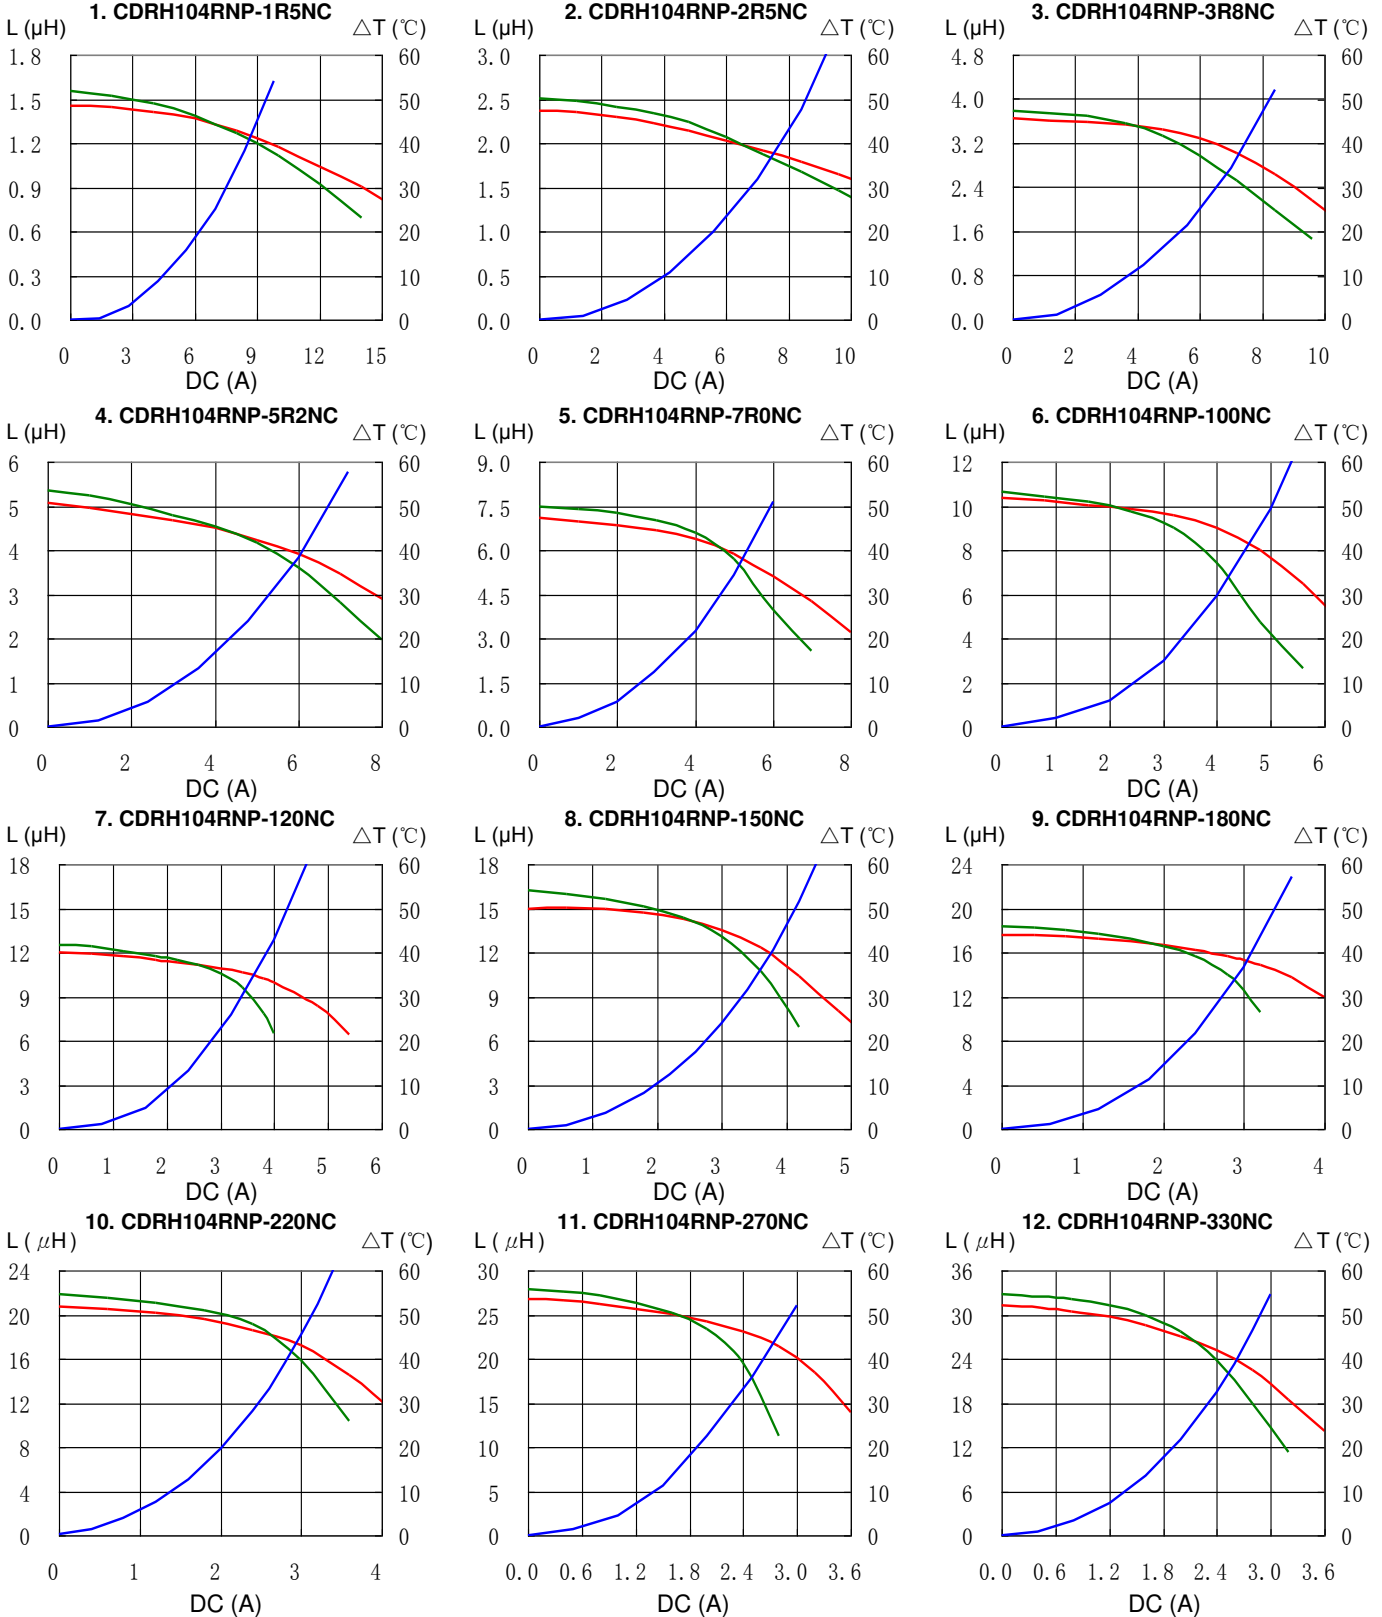 1. CDRH104RNP-1R5NC
L (µH) △T (℃)
1.8 60
1.5 50
1.2 40
0.9 30
0.6 20
0.3 10
0.0 0
0 3 6 9 12 15
DC (A)
2. CDRH104RNP-2R5NC
L (µH) △T (℃)
3.0 60
2.5 50
2.0 40
1.5 30
1.0 20
0.5 10
0.0 0
0 2 4 6 8 10
DC (A)
3. CDRH104RNP-3R8NC
L (µH) △T (℃)
4.8 60
4.0 50
3.2 40
2.4 30
1.6 20
0.8 10
0.0 0
0 2 4 6 8 10
DC (A)
4. CDRH104RNP-5R2NC
L (µH) △T (℃)
6 60
5 50
4 40
3 30
2 20
1 10
0 0
0 2 4 6 8
DC (A)
5. CDRH104RNP-7R0NC
L (µH) △T (℃)
9.0 60
7.5 50
6.0 40
4.5 30
3.0 20
1.5 10
0.0 0
0 2 4 6 8
DC (A)
6. CDRH104RNP-100NC
L (µH) △T (℃)
12 60
10 50
8 40
6 30
4 20
2 10
0 0
0 1 2 3 4 5 6
DC (A)
7. CDRH104RNP-120NC
L (µH) △T (℃)
18 60
15 50
12 40
9 30
6 20
3 10
0 0
0 1 2 3 4 5 6
DC (A)
8. CDRH104RNP-150NC
L (µH) △T (℃)
18 60
15 50
12 40
9 30
6 20
3 10
0 0
0 1 2 3 4 5
DC (A)
9. CDRH104RNP-180NC
L (µH) △T (℃)
24 60
20 50
16 40
12 30
8 20
4 10
0 0
0 1 2 3 4
DC (A)
10. CDRH104RNP-220NC
L ( µH) △T (℃)
24 60
20 50
16 40
12 30
8 20
4 10
0 0
0 1 2 3 4
DC (A)
11. CDRH104RNP-270NC
L ( µH) △T (℃)
30 60
25 50
20 40
15 30
10 20
5 10
0 0
0.0 0.6 1.2 1.8 2.4 3.0 3.6
DC (A)
12. CDRH104RNP-330NC
L ( µH) △T (℃)
36 60
30 50
24 40
18 30
12 20
6 10
0 0
0.0 0.6 1.2 1.8 2.4 3.0 3.6
DC (A)